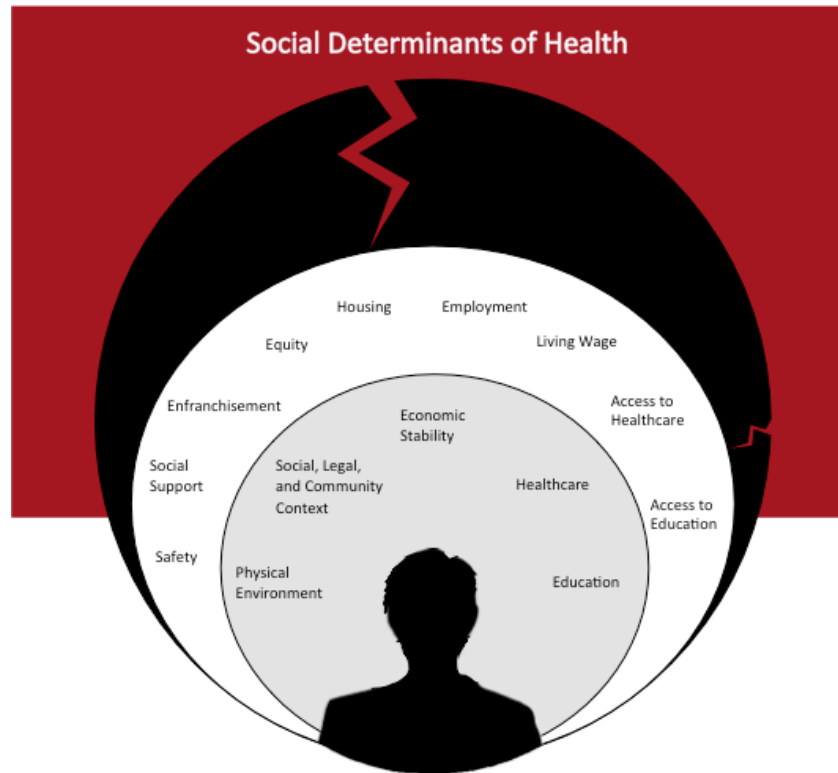 Social Determinants of Health
Housing
Employment
Equity
Living Wage
Enfranchisement
Access to
Healthcare
Social
Support
Access to
Education
Safety
Economic
Stability
Social, Legal,
and Community
Context
Healthcare
Physical
Environment
Education